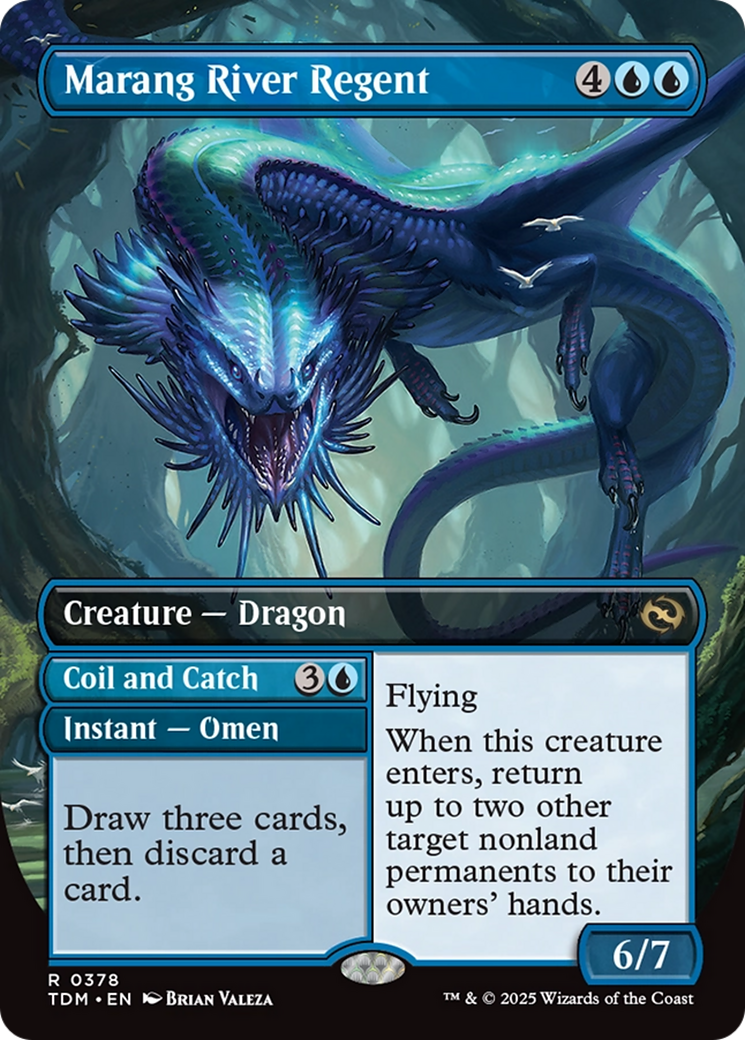 Marang River Regent 4
Creature — Dragon
Coil and Catch 3
Instant — Omen
Draw three cards,
then discard a
card.
Flying
When this creature
enters, return
up to two other
target nonland
permanents to their
owners’ hands.
6/7
R 0378
TDM • EN Brian Valeza
™ & © 2025 Wizards of the Coast